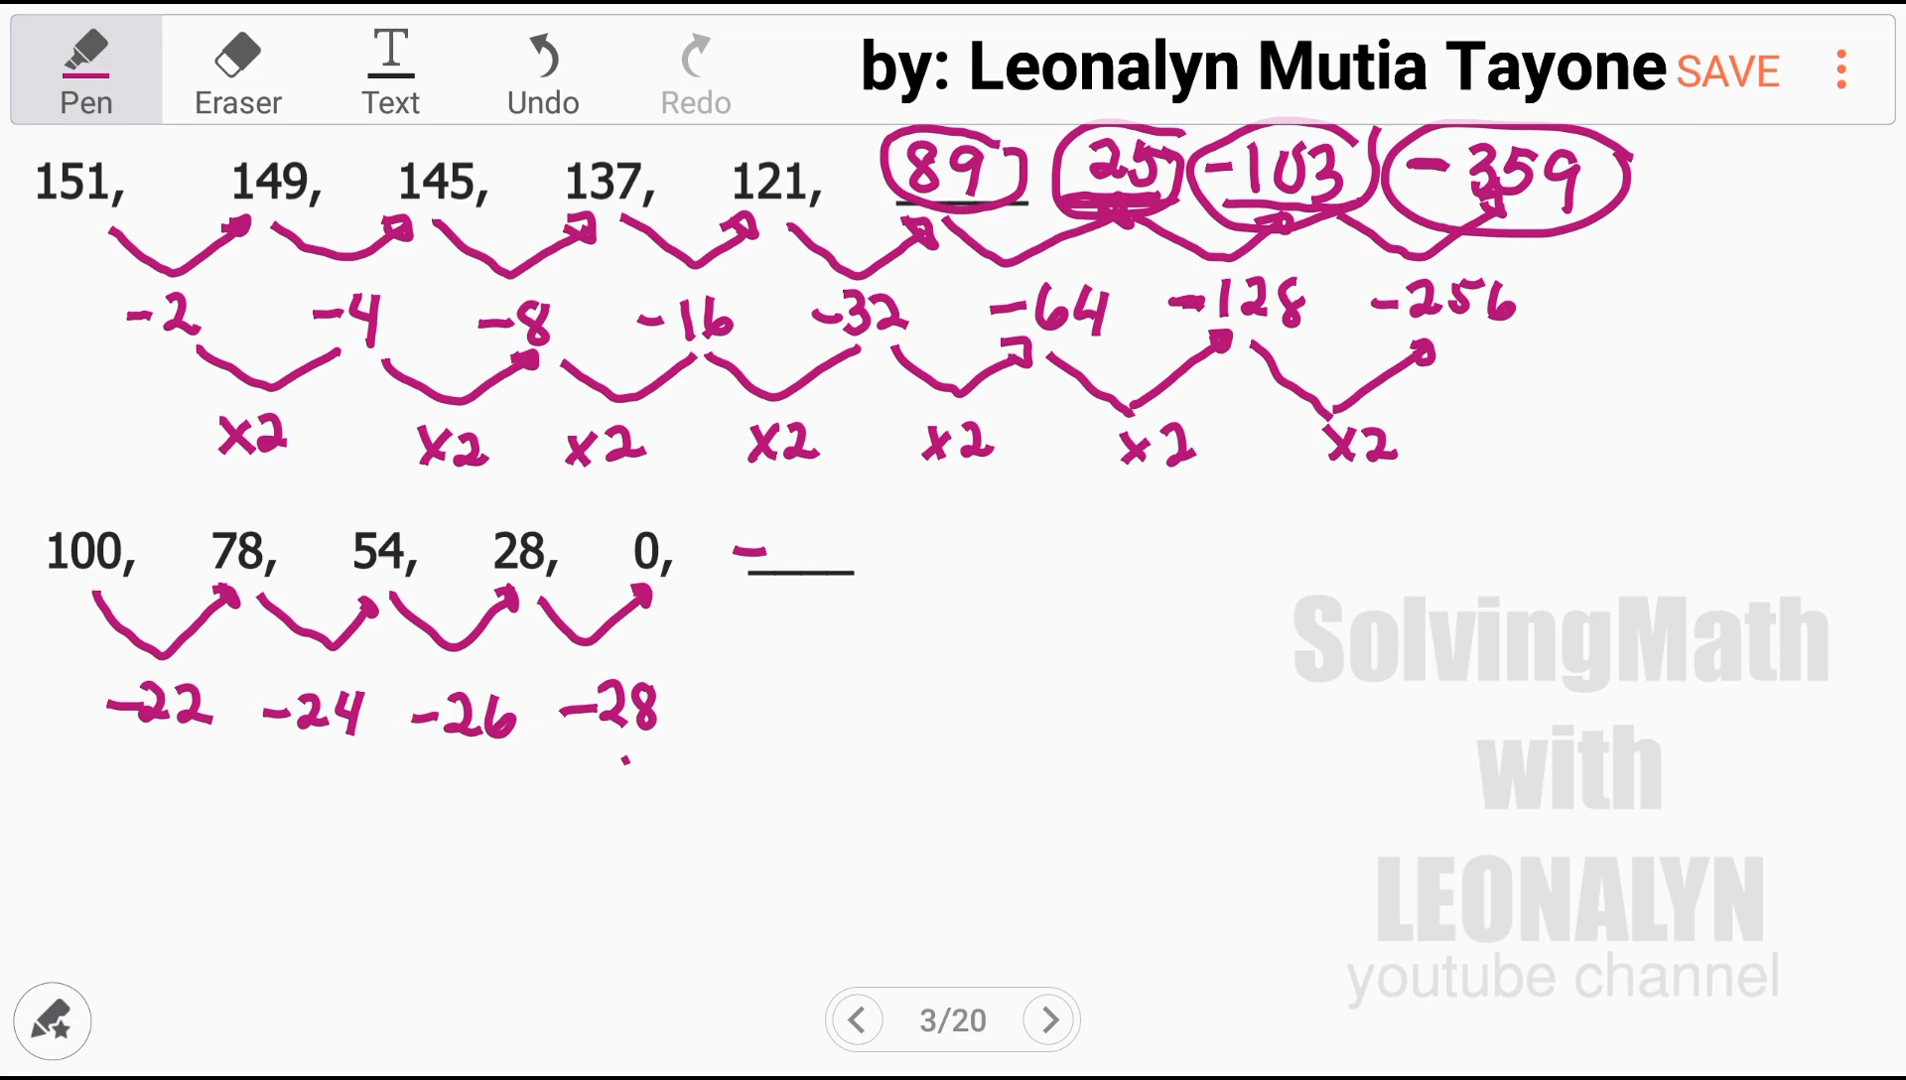 Pen Eraser Text Undo Redo by: Leonalyn Mutia Tayone SAVE
151, 149, 145, 137, 121, 89 25 -103 -359
-2 -4 -8 -16 -32 -64 -128 -256
x2 x2 x2 x2 x2 x2 x2
100, 78, 54, 28, 0, -____
-22 -24 -26 -28
SolvingMath
with
LEONALYN
youtube channel
3/20